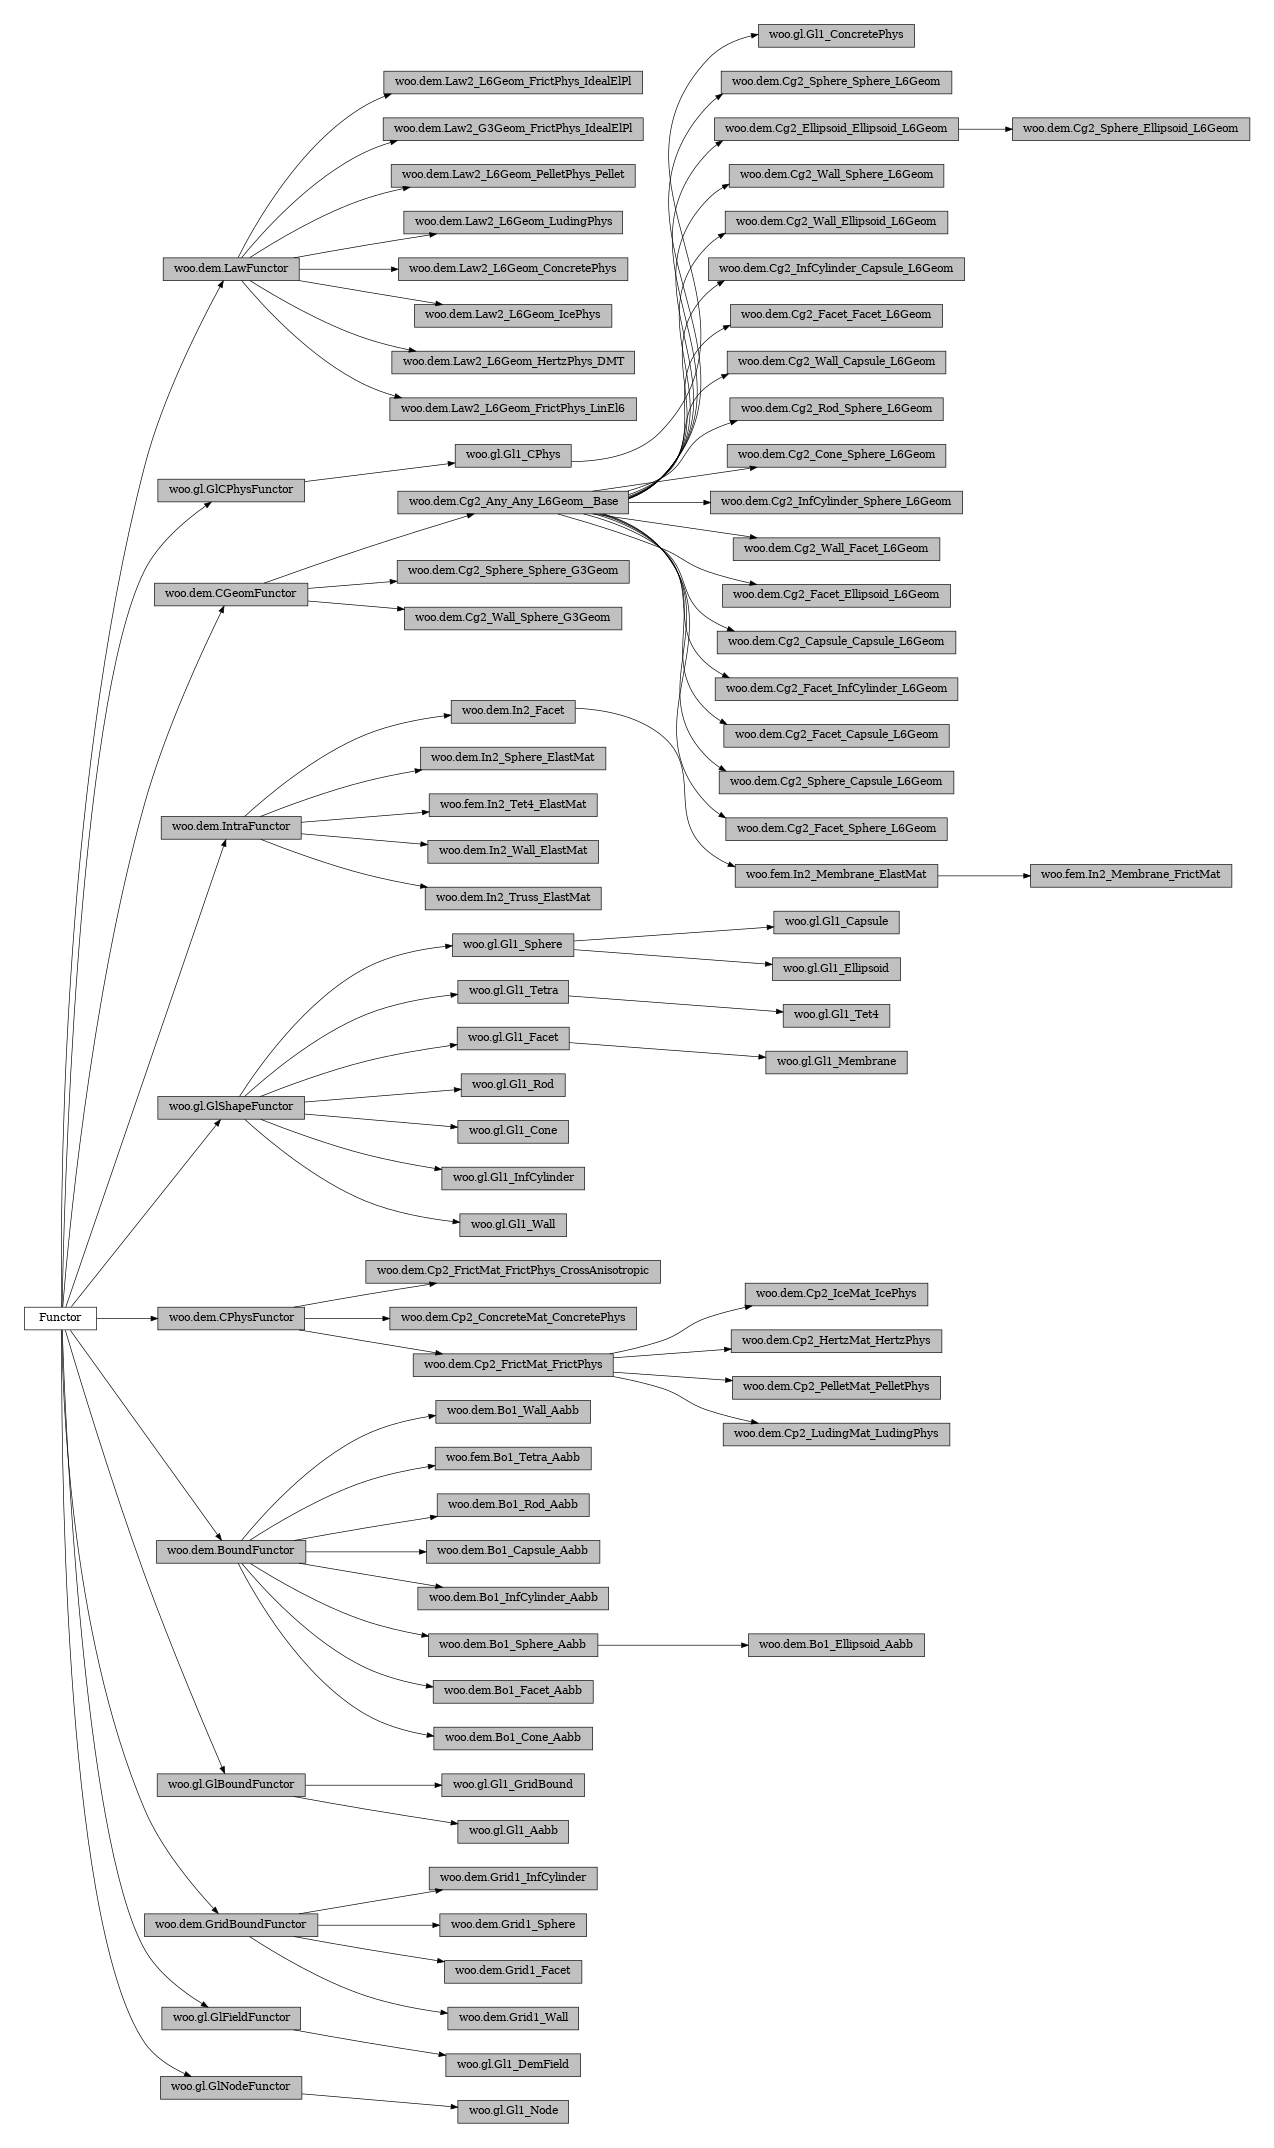 woo.gl.Gl1_ConcretePhys
woo.dem.Law2_L6Geom_FrictPhys_IdealElPl
woo.dem.Cg2_Sphere_Sphere_L6Geom
woo.dem.Law2_G3Geom_FrictPhys_IdealElPl
woo.dem.Cg2_Ellipsoid_Ellipsoid_L6Geom
woo.dem.Cg2_Sphere_Ellipsoid_L6Geom
woo.dem.Law2_L6Geom_PelletPhys_Pellet
woo.dem.Cg2_Wall_Sphere_L6Geom
woo.dem.Law2_L6Geom_LudingPhys
woo.dem.Cg2_Wall_Ellipsoid_L6Geom
woo.dem.LawFunctor
woo.dem.Law2_L6Geom_ConcretePhys
woo.dem.Cg2_InfCylinder_Capsule_L6Geom
woo.dem.Law2_L6Geom_IcePhys
woo.dem.Cg2_Facet_Facet_L6Geom
woo.dem.Law2_L6Geom_HertzPhys_DMT
woo.dem.Cg2_Wall_Capsule_L6Geom
woo.dem.Law2_L6Geom_FrictPhys_LinEl6
woo.dem.Cg2_Rod_Sphere_L6Geom
woo.gl.Gl1_CPhys
woo.dem.Cg2_Cone_Sphere_L6Geom
woo.gl.GlCPhysFunctor
woo.dem.Cg2_Any_Any_L6Geom__Base
woo.dem.Cg2_InfCylinder_Sphere_L6Geom
woo.dem.Cg2_Wall_Facet_L6Geom
woo.dem.Cg2_Sphere_Sphere_G3Geom
woo.dem.CGeomFunctor
woo.dem.Cg2_Facet_Ellipsoid_L6Geom
woo.dem.Cg2_Wall_Sphere_G3Geom
woo.dem.Cg2_Capsule_Capsule_L6Geom
woo.dem.Cg2_Facet_InfCylinder_L6Geom
woo.dem.In2_Facet
woo.dem.Cg2_Facet_Capsule_L6Geom
woo.dem.In2_Sphere_ElastMat
woo.dem.Cg2_Sphere_Capsule_L6Geom
woo.fem.In2_Tet4_ElastMat
woo.dem.IntraFunctor
woo.dem.Cg2_Facet_Sphere_L6Geom
woo.dem.In2_Wall_ElastMat
woo.fem.In2_Membrane_ElastMat
woo.fem.In2_Membrane_FrictMat
woo.dem.In2_Truss_ElastMat
woo.gl.Gl1_Capsule
woo.gl.Gl1_Sphere
woo.gl.Gl1_Ellipsoid
woo.gl.Gl1_Tetra
woo.gl.Gl1_Tet4
woo.gl.Gl1_Facet
woo.gl.Gl1_Membrane
woo.gl.Gl1_Rod
woo.gl.GlShapeFunctor
woo.gl.Gl1_Cone
woo.gl.Gl1_InfCylinder
woo.gl.Gl1_Wall
woo.dem.Cp2_FrictMat_FrictPhys_CrossAnisotropic
woo.dem.Cp2_IceMat_IcePhys
Functor
woo.dem.CPhysFunctor
woo.dem.Cp2_ConcreteMat_ConcretePhys
woo.dem.Cp2_HertzMat_HertzPhys
woo.dem.Cp2_FrictMat_FrictPhys
woo.dem.Cp2_PelletMat_PelletPhys
woo.dem.Bo1_Wall_Aabb
woo.dem.Cp2_LudingMat_LudingPhys
woo.fem.Bo1_Tetra_Aabb
woo.dem.Bo1_Rod_Aabb
woo.dem.BoundFunctor
woo.dem.Bo1_Capsule_Aabb
woo.dem.Bo1_InfCylinder_Aabb
woo.dem.Bo1_Sphere_Aabb
woo.dem.Bo1_Ellipsoid_Aabb
woo.dem.Bo1_Facet_Aabb
woo.dem.Bo1_Cone_Aabb
woo.gl.GlBoundFunctor
woo.gl.Gl1_GridBound
woo.gl.Gl1_Aabb
woo.dem.Grid1_InfCylinder
woo.dem.GridBoundFunctor
woo.dem.Grid1_Sphere
woo.dem.Grid1_Facet
woo.gl.GlFieldFunctor
woo.dem.Grid1_Wall
woo.gl.Gl1_DemField
woo.gl.GlNodeFunctor
woo.gl.Gl1_Node